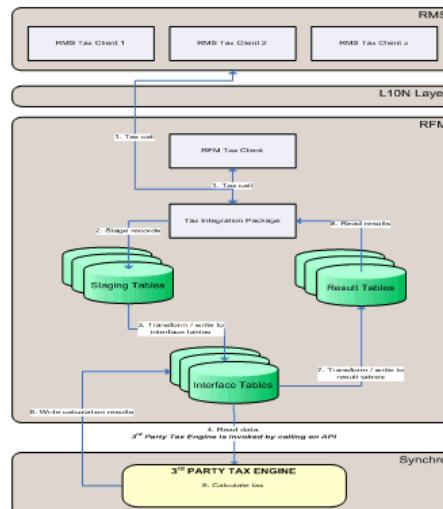 RMS
RMS Tax Client 1
RMS Tax Client 2
RMS Tax Client x
L10N Laye
RFM
1. Tax call
RFM Tax Client
1. Tax call
Tax Integration Package
2. Stage records
8. Read results
Staging Tables
Result Tables
3. Transform / write to
interface tables
7. Transform / write to
result tables
Interface Tables
6. Write calculation results
4. Read data.
3rd Party Tax Engine is invoked by calling an API
Synchro
3rd PARTY TAX ENGINE
5. Calculate tax